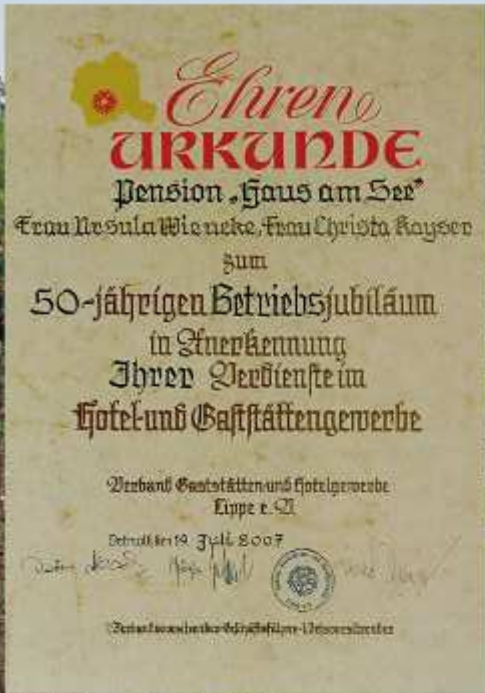 Ehren
URKUNDE
Pension „Haus am See"
Frau Ursula Wieneke, Frau Christa Kayser
zum
50-jährigen Betriebsjubiläum
in Anerkennung
Ihrer Verdienste im
Hotel- und Gaststättengewerbe
Verband Gaststätten- und Hotelgewerbe
Lippe e. V.
Detmold, den 19. Juli 2007